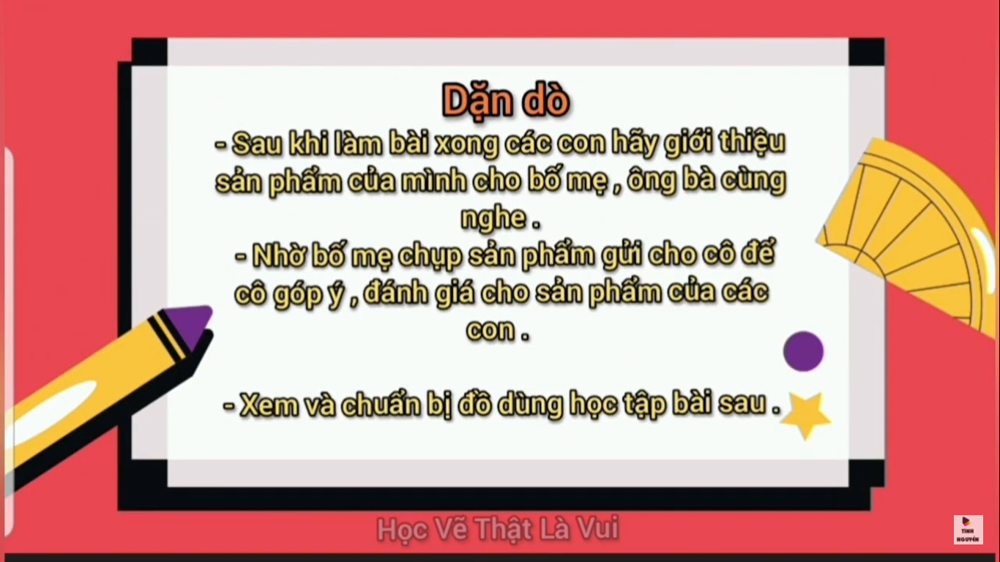 Dặn dò
- Sau khi làm bài xong các con hãy giới thiệu
sản phẩm của mình cho bố mẹ , ông bà cùng
nghe .
- Nhờ bố mẹ chụp sản phẩm gửi cho cô để
cô góp ý , đánh giá cho sản phẩm của các
con .
- Xem và chuẩn bị đồ dùng học tập bài sau .
Học Vẽ Thật Là Vui
TÌNH
NGUYỄN